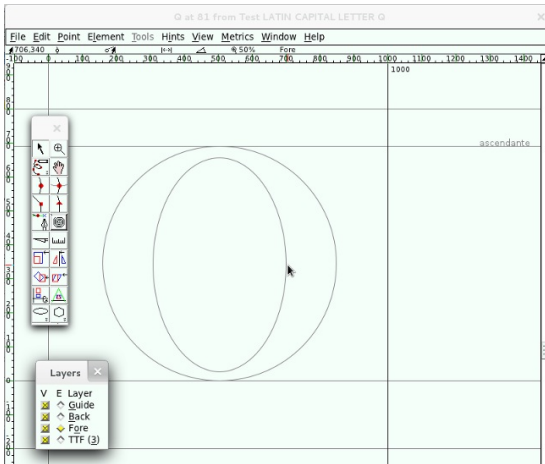 Q at 81 from Test LATIN CAPITAL LETTER Q
File Edit Point Element Tools Hints View Metrics Window Help
706,340 50% Fore
-100 0 100 200 300 400 500 600 700 800 900 1000 1100 1200 1300 1400
1000
ascendante
Layers
V E Layer
Guide
Back
Fore
TTF (3)